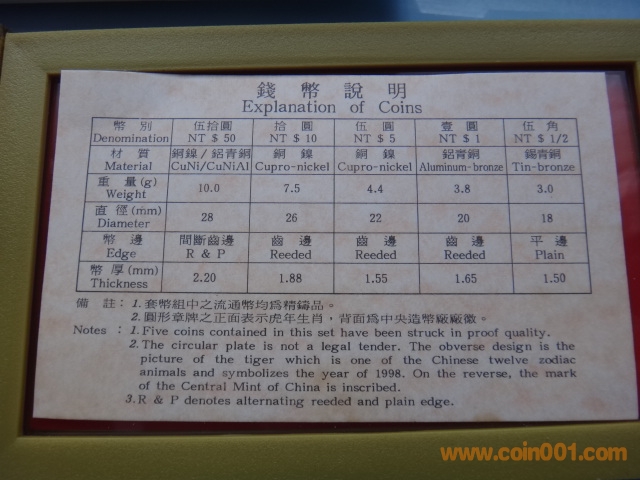 錢幣說明
Explanation of Coins
幣別 伍拾圓 拾圓 伍圓 壹圓 伍角
Denomination NT $ 50 NT $ 10 NT $ 5 NT $ 1 NT $ 1/2
材質 銅鎳/鋁青銅 銅鎳 銅鎳 鋁青銅 錫青銅
Material CuNi/CuNiAl Cupro-nickel Cupro-nickel Aluminum-bronze Tin-bronze
重量(g) 10.0 7.5 4.4 3.8 3.0
Weight
直徑(mm) 28 26 22 20 18
Diameter
幣邊 間斷齒邊 齒邊 齒邊 齒邊 平邊
Edge R & P Reeded Reeded Reeded Plain
幣厚(mm) 2.20 1.88 1.55 1.65 1.50
Thickness
備註：1.套幣組中之流通幣均為精鑄品。
2.圓形章牌之正面表示虎年生肖，背面為中央造幣廠廠徽。
Notes : 1.Five coins contained in this set have been struck in proof quality.
2.The circular plate is not a legal tender. The obverse design is the
picture of the tiger which is one of the Chinese twelve zodiac
animals and symbolizes the year of 1998. On the reverse, the mark
of the Central Mint of China is inscribed.
3.R & P denotes alternating reeded and plain edge.
www.coin001.com